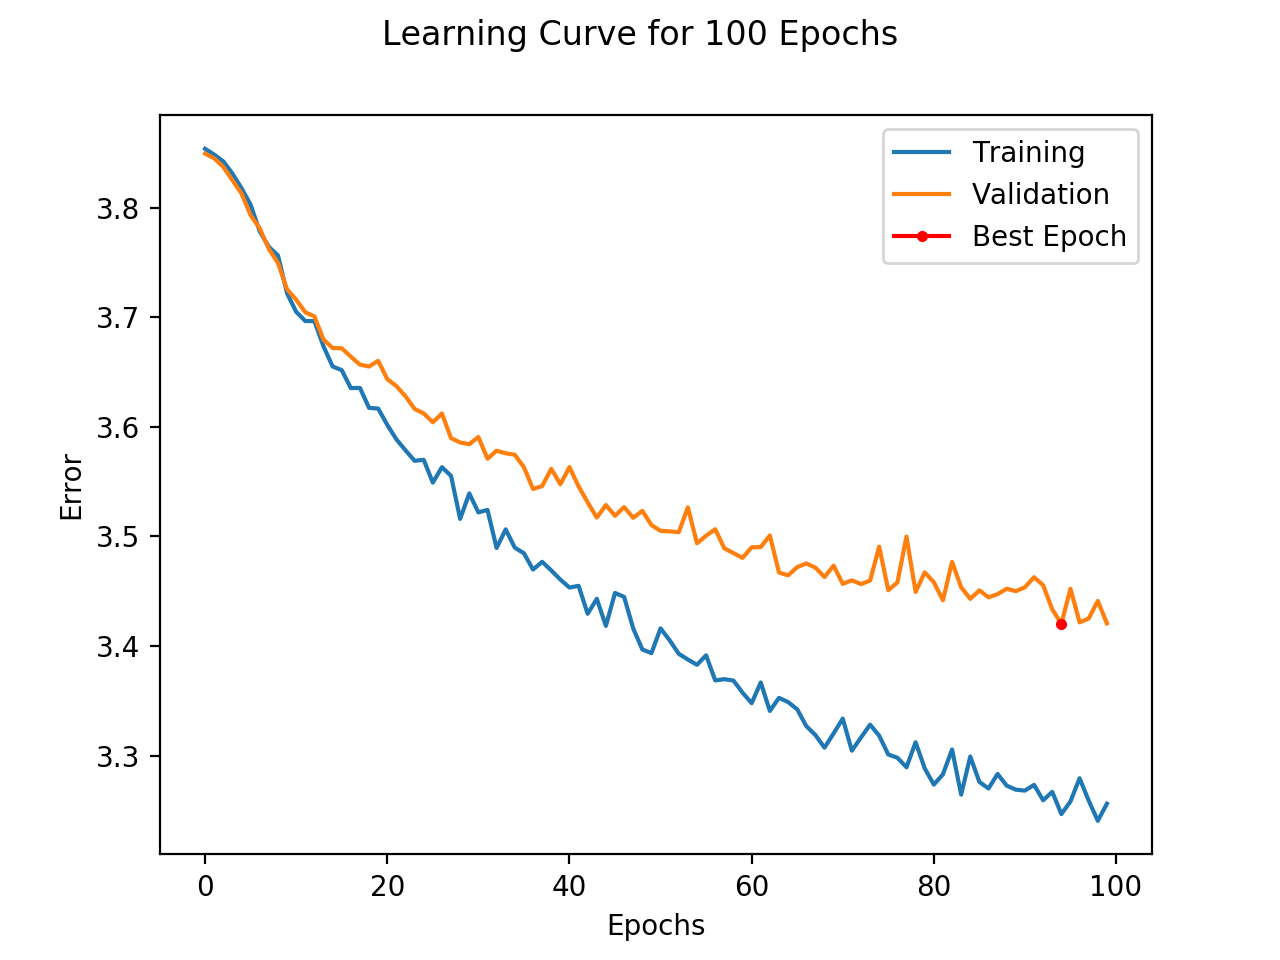 Learning Curve for 100 Epochs
Training
Validation
Best Epoch
3.8
3.7
3.6
3.5
3.4
3.3
Error
0 20 40 60 80 100
Epochs